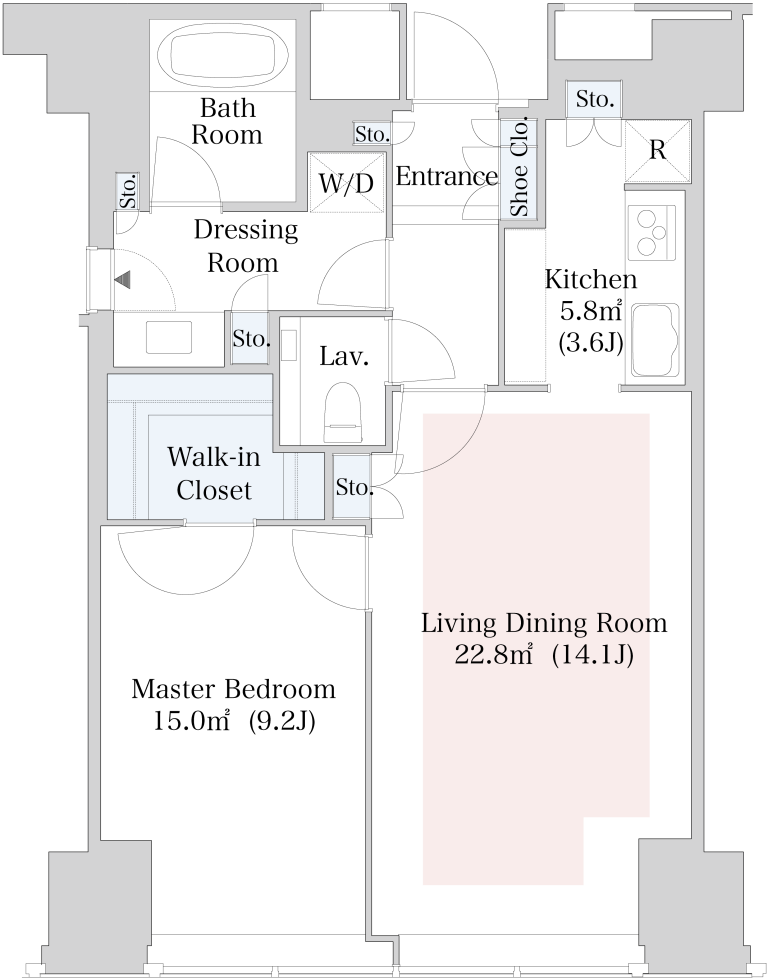 Bath
Room
Sto.
Sto.
W/D
Entrance
Shoe Clo.
Sto.
R
Sto.
Dressing
Room
Kitchen
5.8㎡
(3.6J)
Sto.
Lav.
Walk-in
Closet
Sto.
Living Dining Room
22.8㎡ (14.1J)
Master Bedroom
15.0㎡ (9.2J)